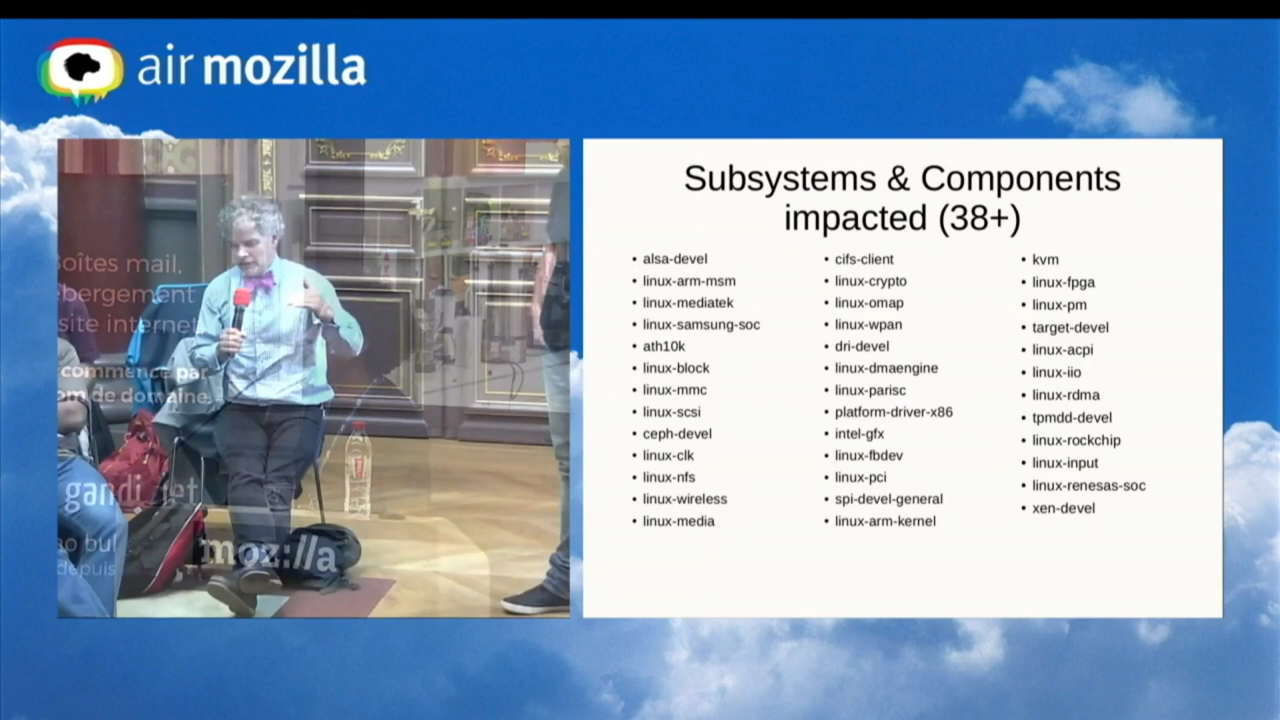 air mozilla
Boîtes mail,
ébergement
site internet
commence par
om de domaine.
gandi
net
depuis
moz://a
Subsystems & Components
impacted (38+)
• alsa-devel
• linux-arm-msm
• linux-mediatek
• linux-samsung-soc
• ath10k
• linux-block
• linux-mmc
• linux-scsi
• ceph-devel
• linux-clk
• linux-nfs
• linux-wireless
• linux-media
• cifs-client
• linux-crypto
• linux-omap
• linux-wpan
• dri-devel
• linux-dmaengine
• linux-parisc
• platform-driver-x86
• intel-gfx
• linux-fbdev
• linux-pci
• spi-devel-general
• linux-arm-kernel
• kvm
• linux-fpga
• linux-pm
• target-devel
• linux-acpi
• linux-iio
• linux-rdma
• tpmdd-devel
• linux-rockchip
• linux-input
• linux-renesas-soc
• xen-devel